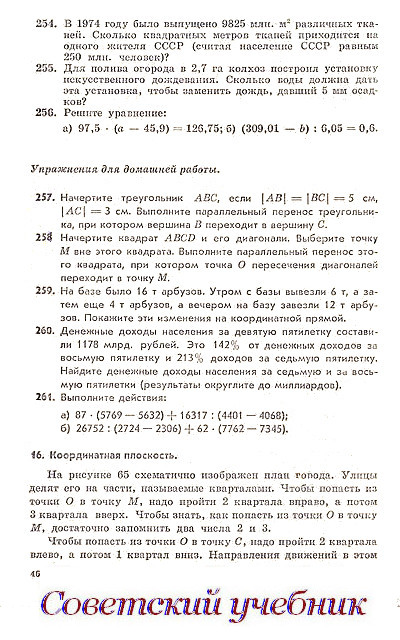 254. В 1974 году было выпущено 9825 млн. м² различных тка-
ней. Сколько квадратных метров тканей приходится на
одного жителя СССР (считая население СССР равным
250 млн. человек)?
255. Для полива огорода в 2,7 га колхоз построил установку
искусственного дождевания. Сколько воды должна дать
эта установка, чтобы заменить дождь, давший 5 мм осад-
ков?
256. Решите уравнение:
а) 97,5 · (a — 45,9) = 126,75; б) (309,01 — b) : 6,05 = 0,6.
Упражнения для домашней работы.
257. Начертите треугольник ABC, если |AB| = |BC| = 5 см,
|AC| = 3 см. Выполните параллельный перенос треугольни-
ка, при котором вершина B переходит в вершину C.
258 Начертите квадрат ABCD и его диагонали. Выберите точку
M вне этого квадрата. Выполните параллельный перенос это-
го квадрата, при котором точка O пересечения диагоналей
переходит в точку M.
259. На базе было 16 т арбузов. Утром с базы вывезли 6 т, а за-
тем еще 4 т арбузов, а вечером на базу завезли 12 т арбу-
зов. Покажите эти изменения на координатной прямой.
260. Денежные доходы населения за девятую пятилетку состави-
ли 1178 млрд. рублей. Это 142% от денежных доходов за
восьмую пятилетку и 213% доходов за седьмую пятилетку.
Найдите денежные доходы населения за седьмую и за вось-
мую пятилетки (результаты округлите до миллиардов).
261. Выполните действия:
а) 87 · (5769 — 5632) + 16317 : (4401 — 4068);
б) 26752 : (2724 — 2306) + 62 · (7762 — 7345).
16. Координатная плоскость.
На рисунке 65 схематично изображен план города. Улицы
делят его на части, называемые кварталами. Чтобы попасть из
точки O в точку M, надо пройти 2 квартала вправо, а потом
3 квартала вверх. Чтобы знать, как попасть из точки O в точку
M, достаточно запомнить два числа 2 и 3.
Чтобы попасть из точки O в точку C, надо пройти 2 квартала
влево, а потом 1 квартал вниз. Направления движений в этом
46
Советский учебник